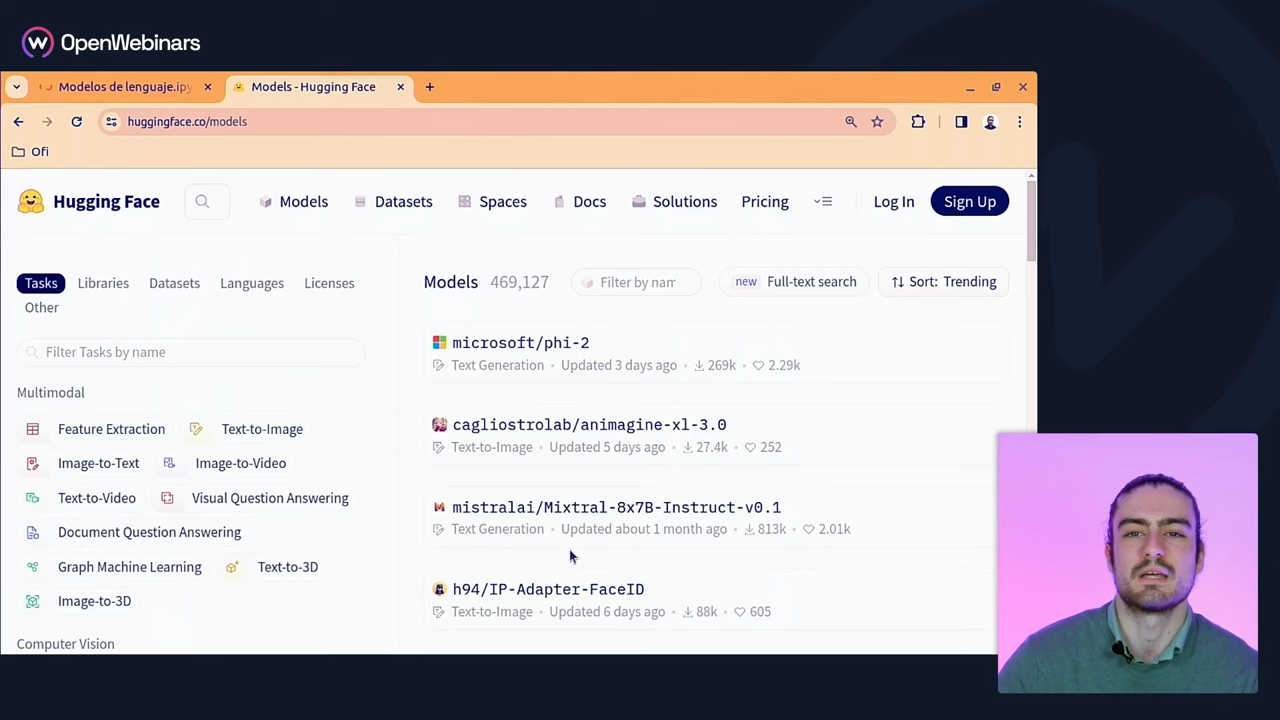 OpenWebinars
Modelos de lenguaje.ipy
Models - Hugging Face
huggingface.co/models
Ofi
Hugging Face
Models
Datasets
Spaces
Docs
Solutions
Pricing
Log In
Sign Up
Tasks Libraries Datasets Languages Licenses
Other
Filter Tasks by name
Multimodal
Feature Extraction Text-to-Image
Image-to-Text Image-to-Video
Text-to-Video Visual Question Answering
Document Question Answering
Graph Machine Learning Text-to-3D
Image-to-3D
Computer Vision
Models 469,127 Filter by nar new Full-text search Sort: Trending
microsoft/phi-2
Text Generation • Updated 3 days ago • 269k • 2.29k
cagliostrolab/animagine-xl-3.0
Text-to-Image • Updated 5 days ago • 27.4k • 252
mistralai/Mixtral-8x7B-Instruct-v0.1
Text Generation • Updated about 1 month ago • 813k • 2.01k
h94/IP-Adapter-FaceID
Text-to-Image • Updated 6 days ago • 88k • 605